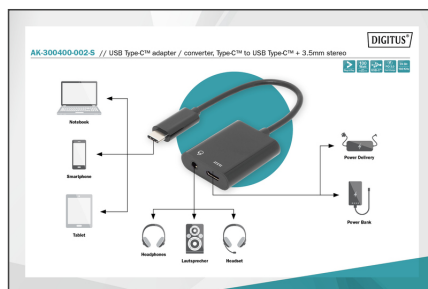 DIGITUS®
AK-300400-002-S // USB Type-C™ adapter / converter, Type-C™ to USB Type-C™ + 3.5mm stereo
Notebook
Smartphone
Tablet
Power Delivery
Power Bank
Headphones
Lautsprecher
Headset